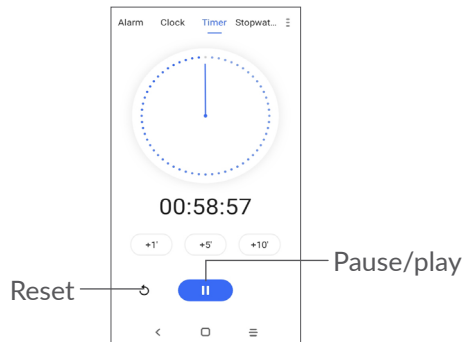 Alarm Clock Timer Stopwat...
00:58:57
+1' +5' +10'
Pause/play
Reset